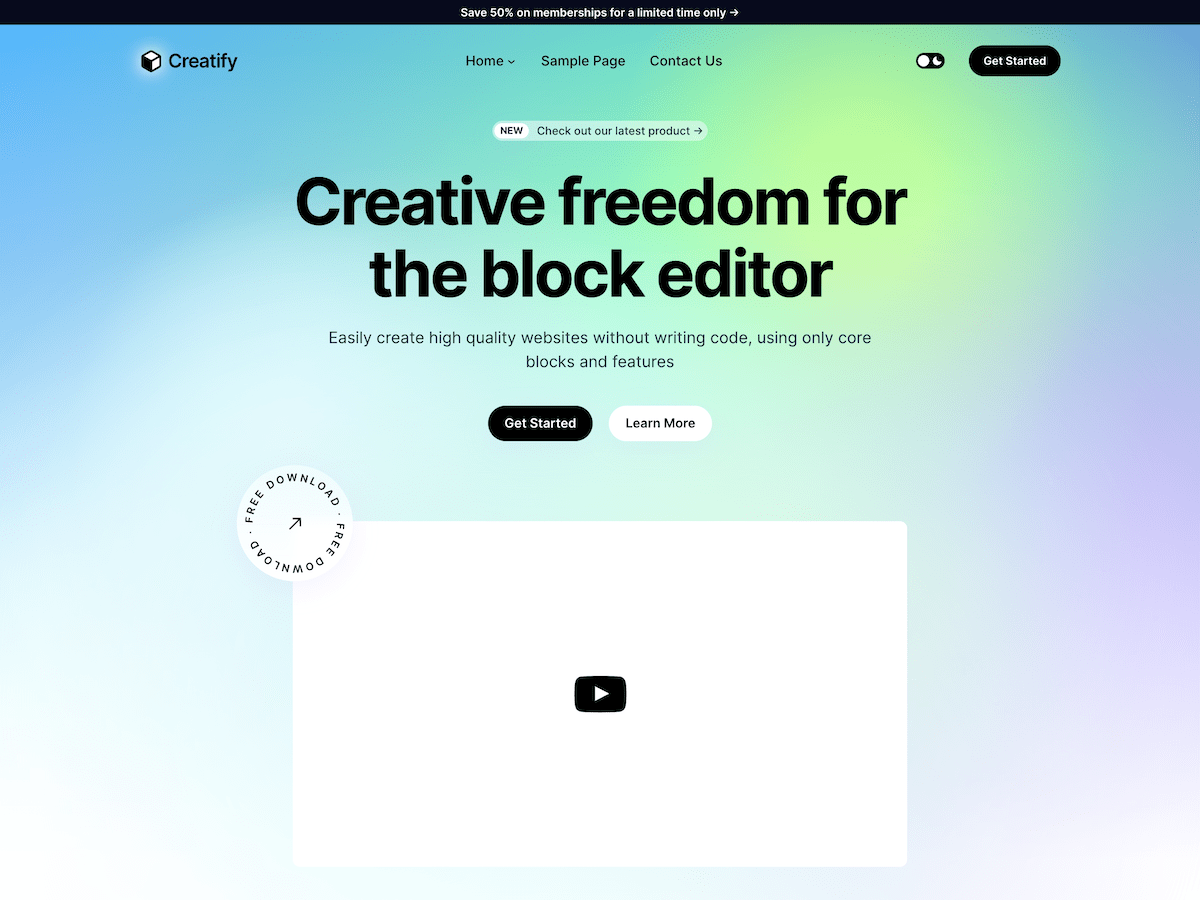 Save 50% on memberships for a limited time only →
Creatify
Home
Sample Page
Contact Us
Get Started
NEW Check out our latest product →
Creative freedom for
the block editor
Easily create high quality websites without writing code, using only core
blocks and features
Get Started
Learn More
FREE DOWNLOAD · FREE DOWNLOAD ·